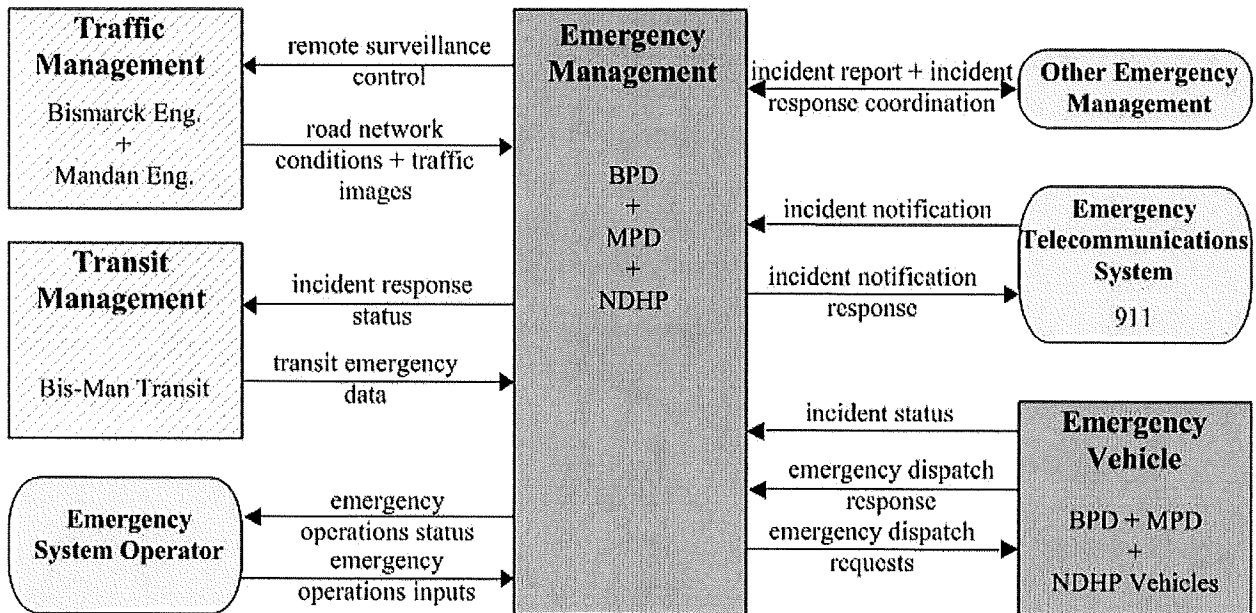 Traffic
Management
Bismarck Eng.
+
Mandan Eng.
remote surveillance
control
road network
conditions + traffic
images
Transit
Management
Bis-Man Transit
incident response
status
transit emergency
data
Emergency
System Operator
emergency
operations status
emergency
operations inputs
Emergency
Management
BPD
+
MPD
+
NDHP
incident report + incident
response coordination
Other Emergency
Management
incident notification
incident notification
response
Emergency
Telecommunications
System
911
incident status
emergency dispatch
response
emergency dispatch
requests
Emergency
Vehicle
BPD + MPD
+
NDHP Vehicles